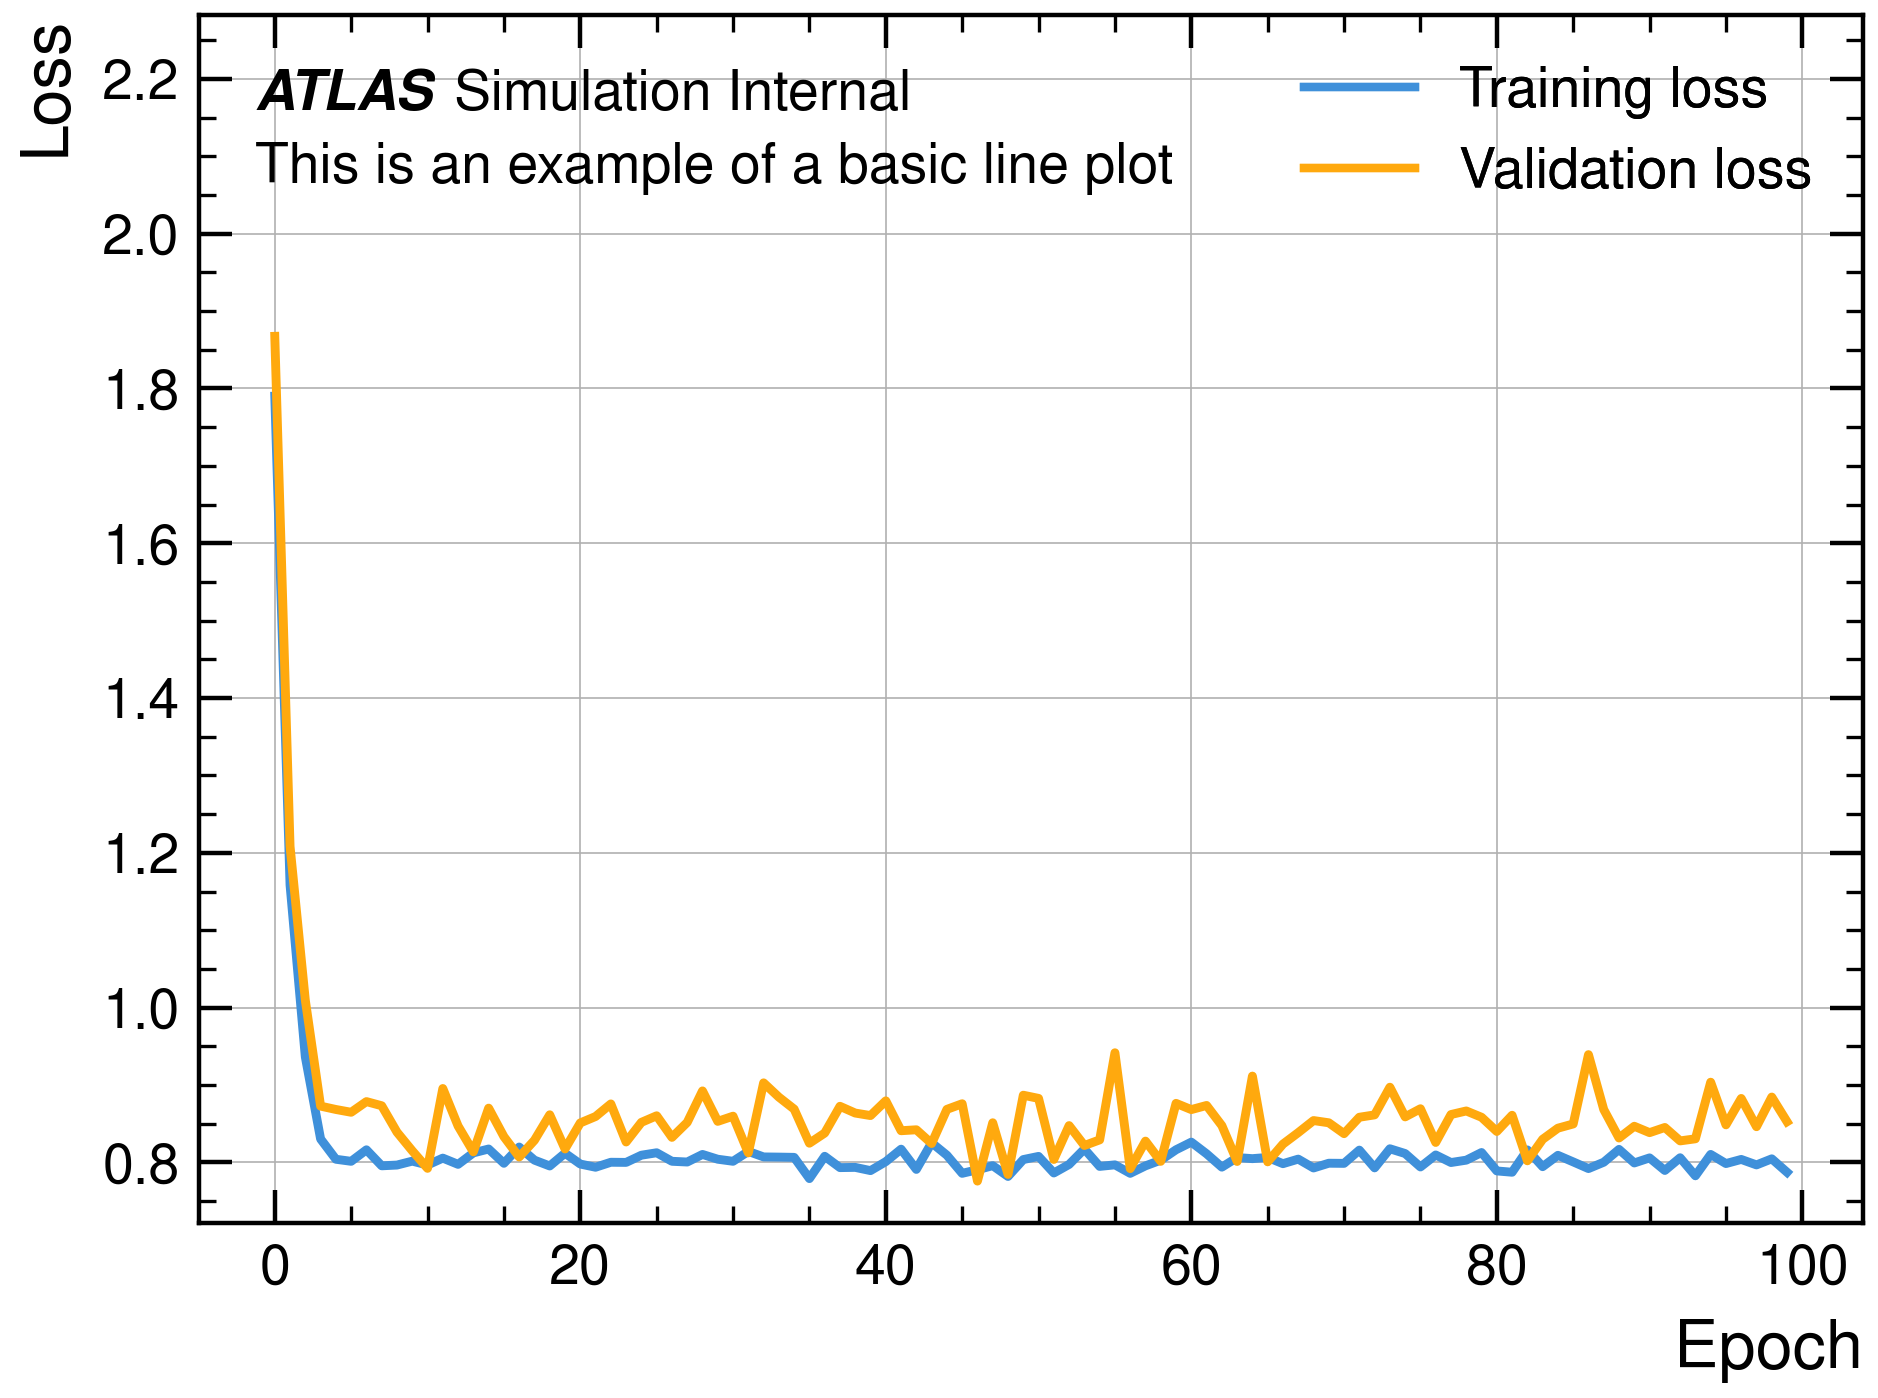 Loss
2.2
2.0
1.8
1.6
1.4
1.2
1.0
0.8
ATLAS Simulation Internal
This is an example of a basic line plot
Training loss
Validation loss
0 20 40 60 80 100
Epoch